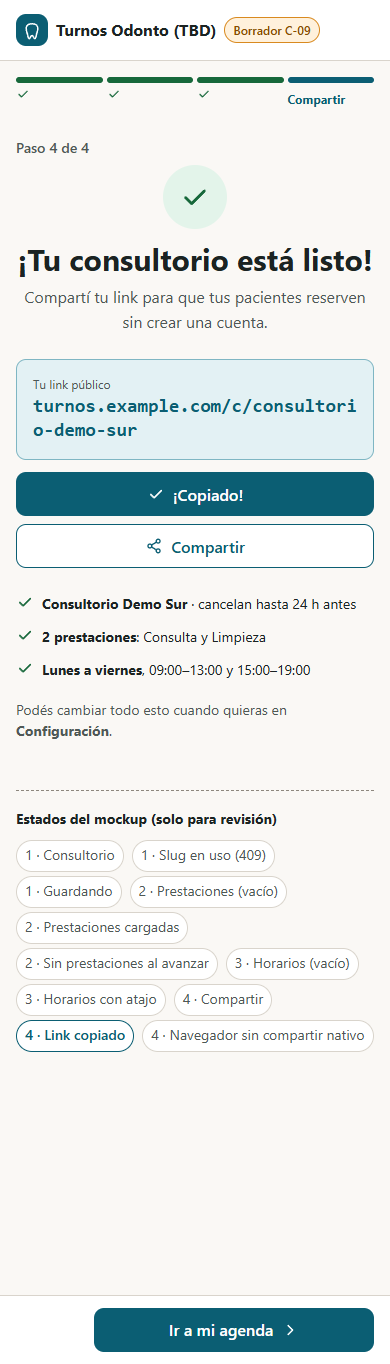 Turnos Odonto (TBD)
Borrador C-09
Compartir
Paso 4 de 4
¡Tu consultorio está listo!
Compartí tu link para que tus pacientes reserven
sin crear una cuenta.
Tu link público
turnos.example.com/c/consultori
o-demo-sur
¡Copiado!
Compartir
Consultorio Demo Sur · cancelan hasta 24 h antes
2 prestaciones: Consulta y Limpieza
Lunes a viernes, 09:00–13:00 y 15:00–19:00
Podés cambiar todo esto cuando quieras en
Configuración.
Estados del mockup (solo para revisión)
1 · Consultorio
1 · Slug en uso (409)
1 · Guardando
2 · Prestaciones (vacío)
2 · Prestaciones cargadas
2 · Sin prestaciones al avanzar
3 · Horarios (vacío)
3 · Horarios con atajo
4 · Compartir
4 · Link copiado
4 · Navegador sin compartir nativo
Ir a mi agenda